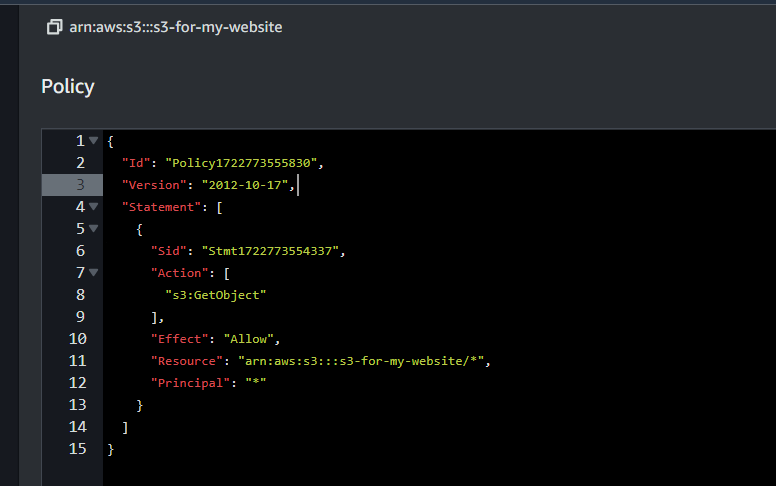 arn:aws:s3:::s3-for-my-website
Policy
1 {
2 "Id": "Policy1722773555830",
3 "Version": "2012-10-17",
4 "Statement": [
5 {
6 "Sid": "Stmt1722773554337",
7 "Action": [
8 "s3:GetObject"
9 ],
10 "Effect": "Allow",
11 "Resource": "arn:aws:s3:::s3-for-my-website/*",
12 "Principal": "*"
13 }
14 ]
15 }